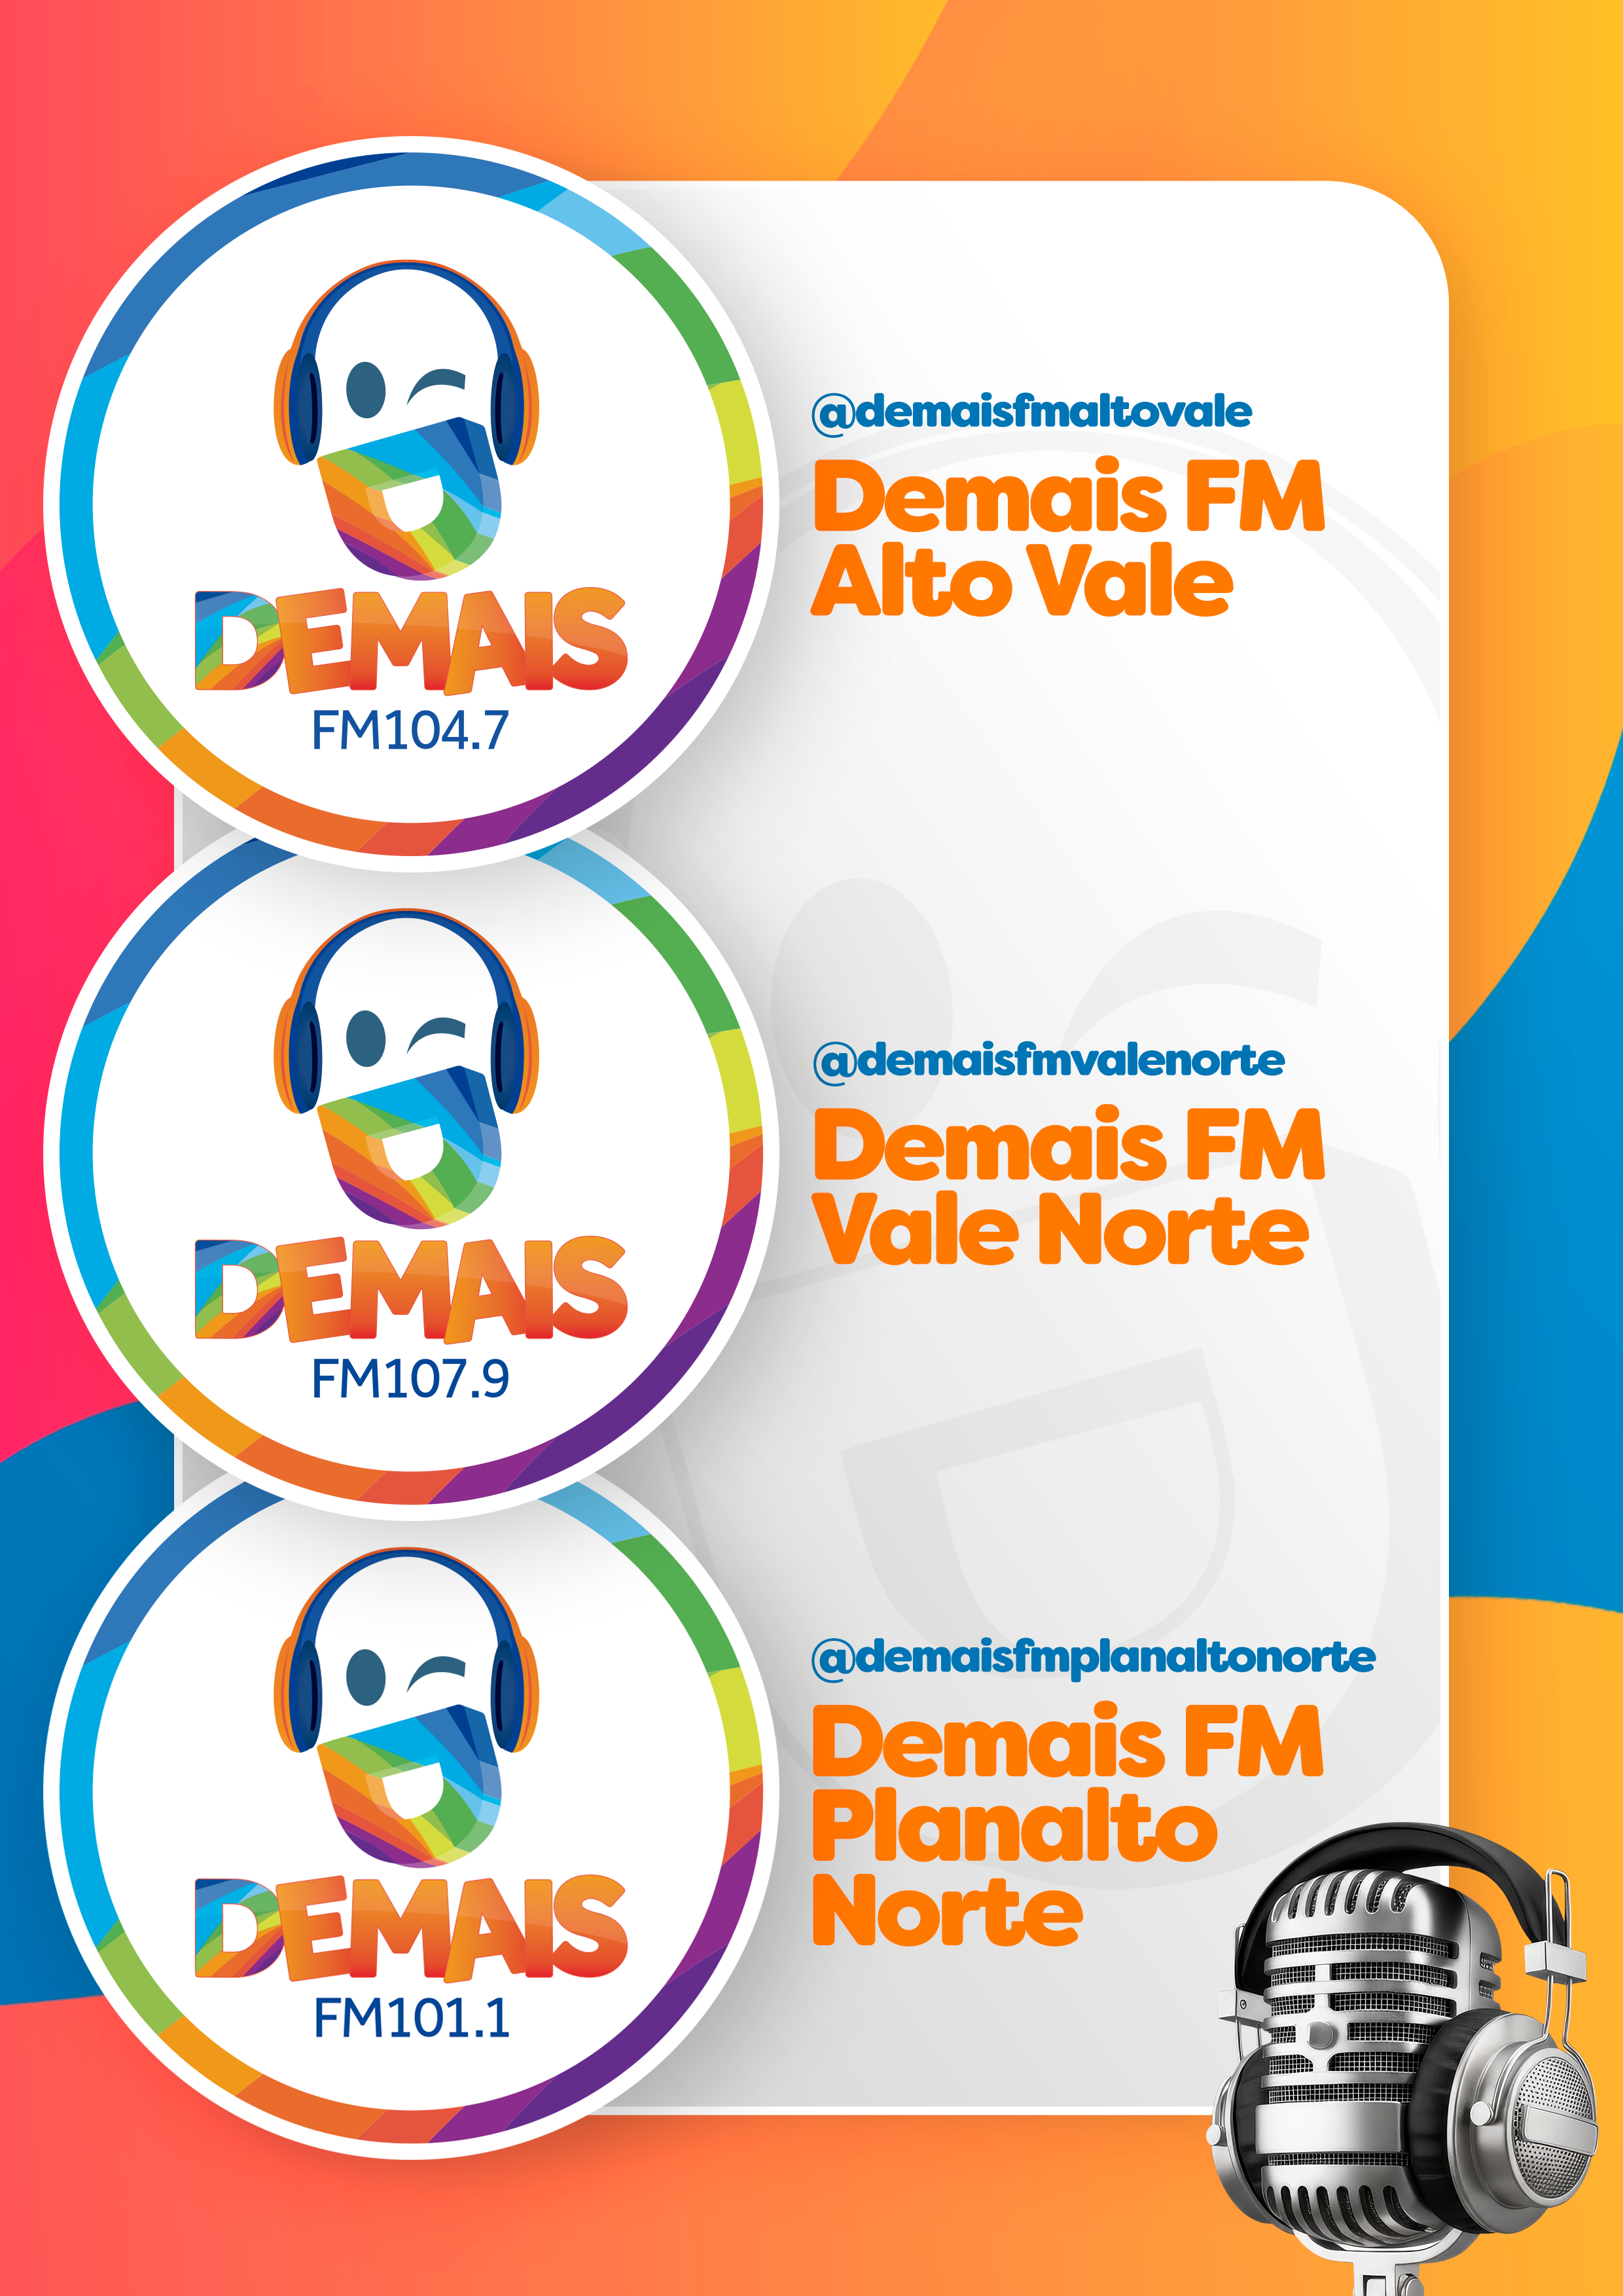 DEMAIS
FM104.7
@demaisfmaltovale
Demais FM
Alto Vale
DEMAIS
FM107.9
@demaisfmvalenorte
Demais FM
Vale Norte
DEMAIS
FM101.1
@demaisfmplanaltonorte
Demais FM
Planalto
Norte